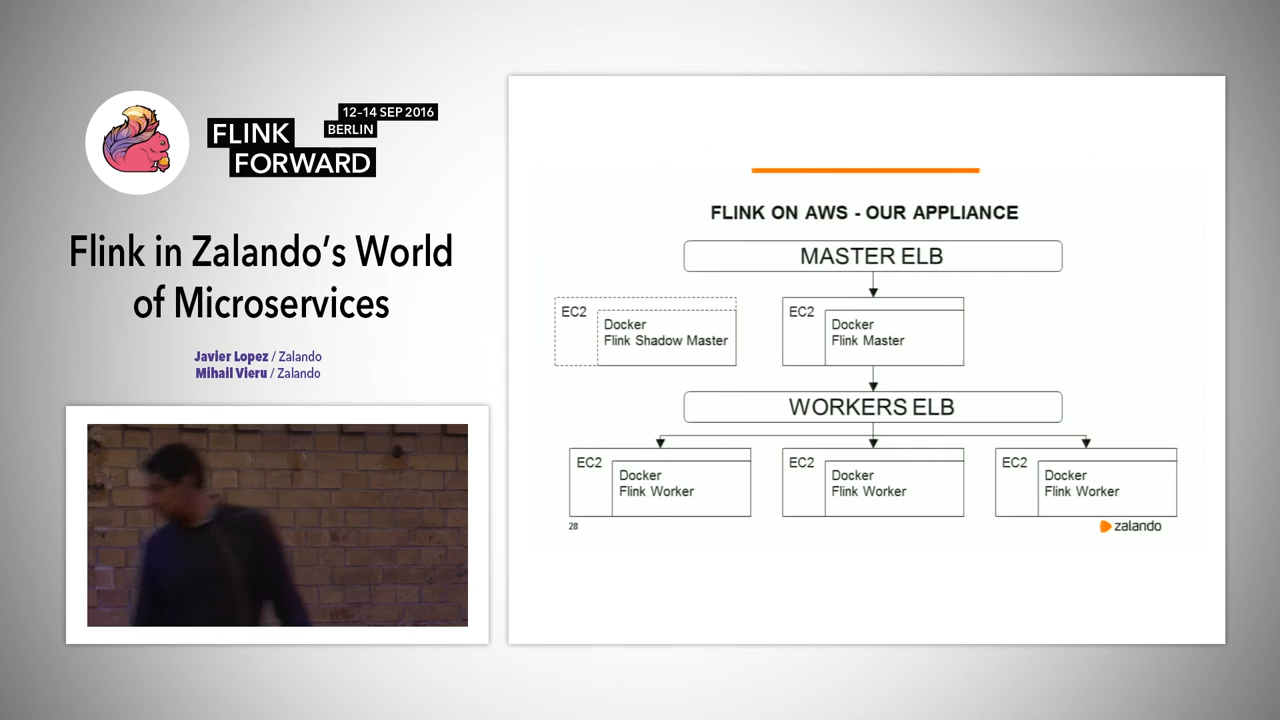 12–14 SEP 2016
BERLIN
FLINK
FORWARD
Flink in Zalando’s World
of Microservices
Javier Lopez / Zalando
Mihail Vieru / Zalando
FLINK ON AWS - OUR APPLIANCE
MASTER ELB
EC2
Docker
Flink Shadow Master
EC2
Docker
Flink Master
WORKERS ELB
EC2
Docker
Flink Worker
EC2
Docker
Flink Worker
EC2
Docker
Flink Worker
28
zalando